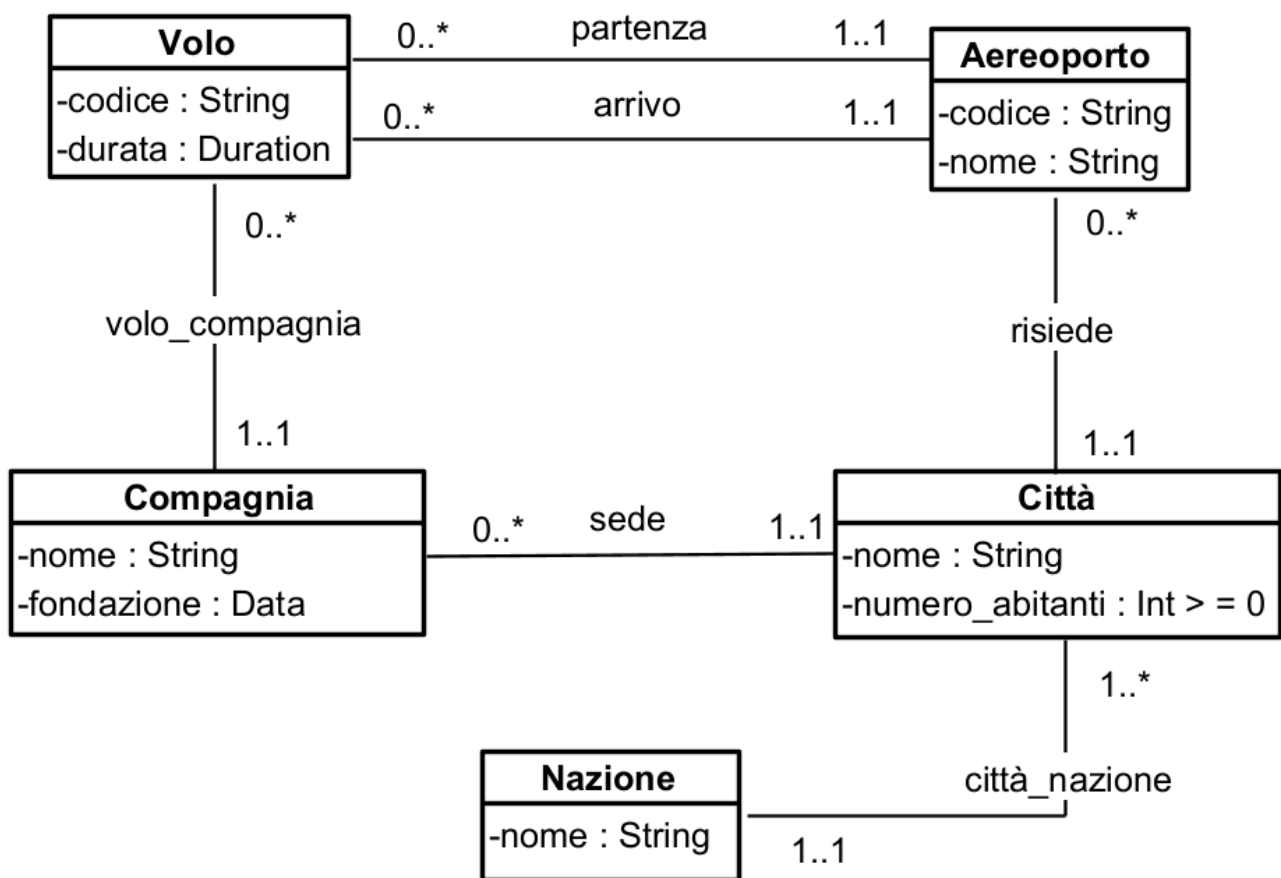 Volo
-codice : String
-durata : Duration
0..* partenza 1..1
0..* arrivo 1..1
Aereoporto
-codice : String
-nome : String
0..*
volo_compagnia
1..1
0..*
risiede
1..1
Compagnia
-nome : String
-fondazione : Data
0..* sede 1..1
Città
-nome : String
-numero_abitanti : Int > = 0
1..*
città_nazione
1..1
Nazione
-nome : String